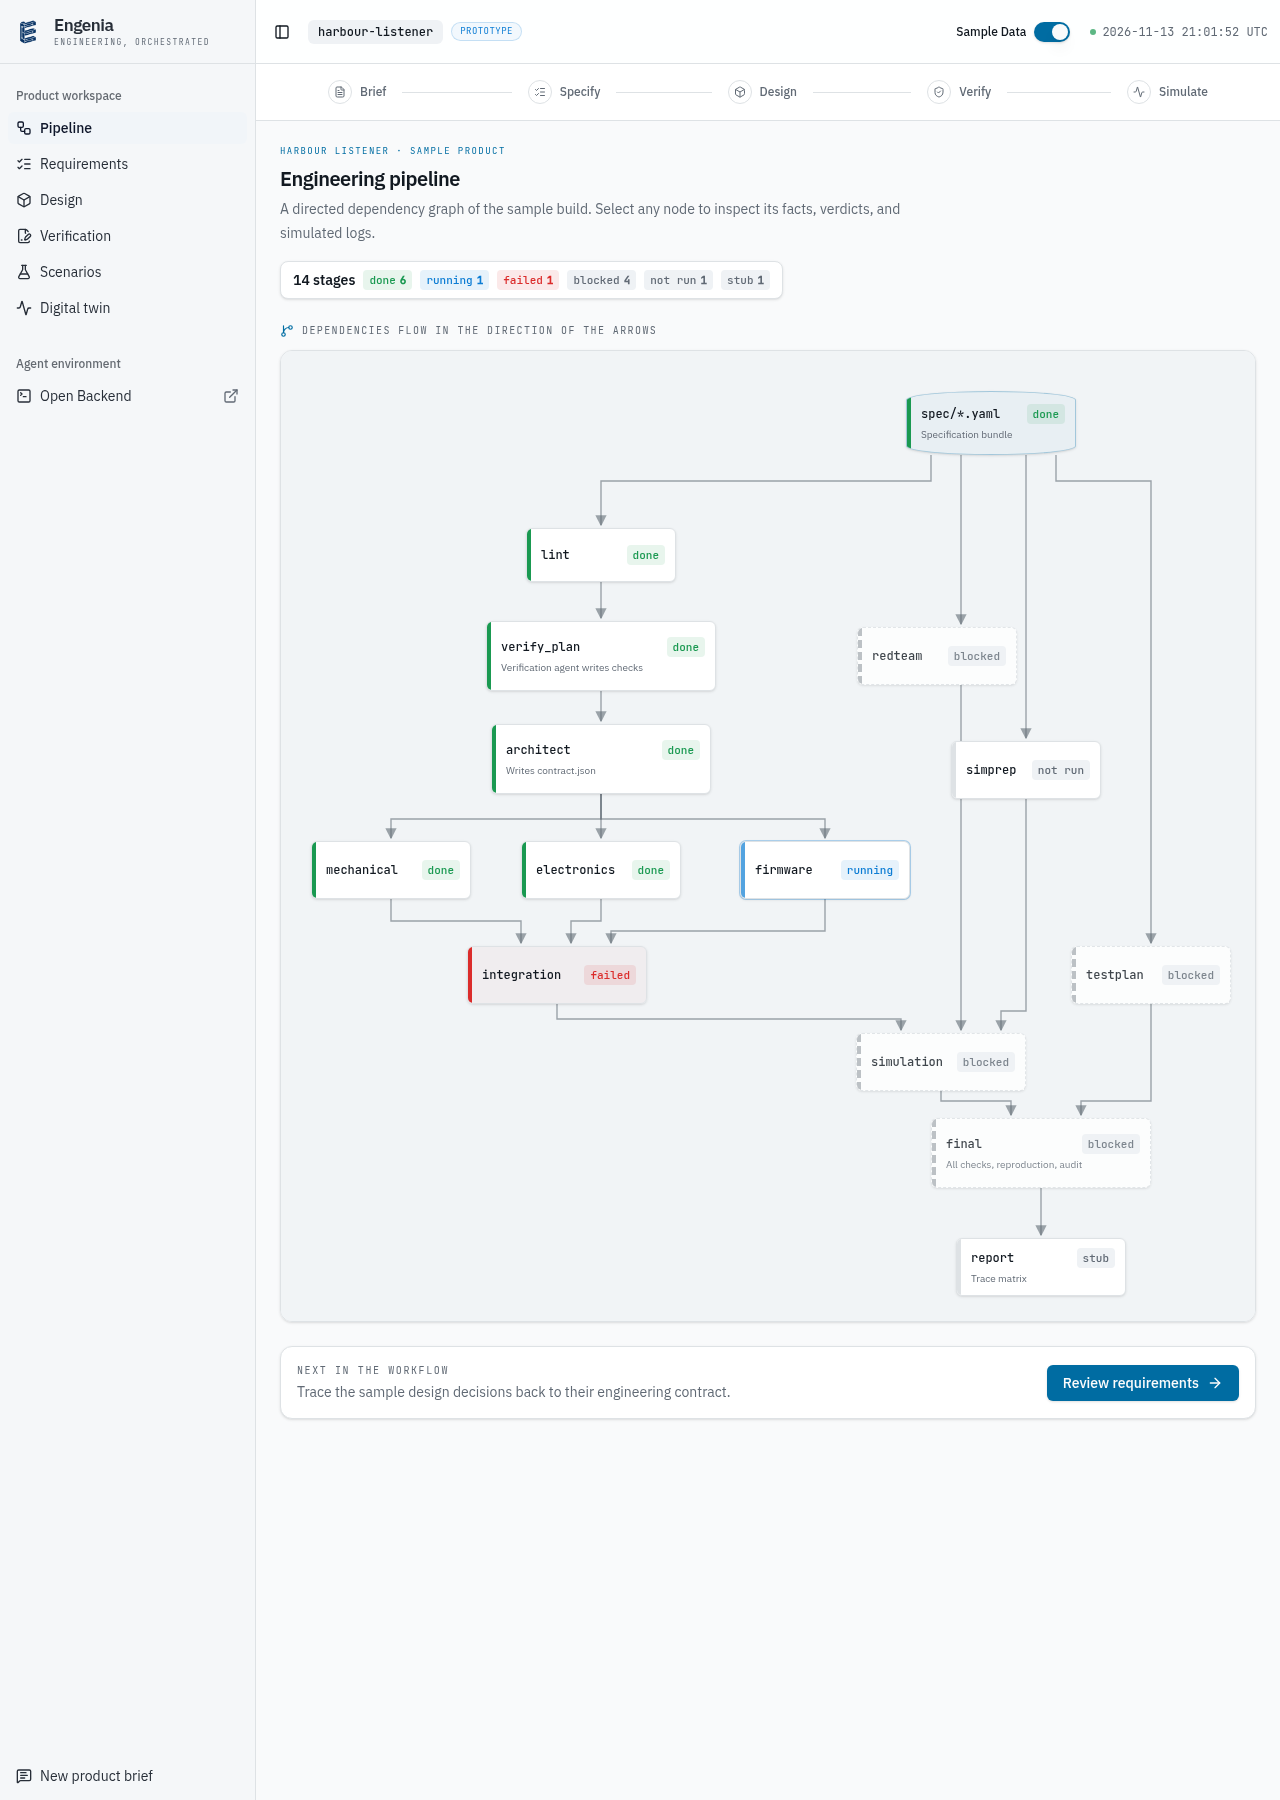 Engenia
ENGINEERING, ORCHESTRATED
harbour-listener
PROTOTYPE
Sample Data
2026-11-13 21:01:52 UTC
Product workspace
Pipeline
Requirements
Design
Verification
Scenarios
Digital twin
Agent environment
Open Backend
New product brief
Brief
Specify
Design
Verify
Simulate
HARBOUR LISTENER · SAMPLE PRODUCT
Engineering pipeline
A directed dependency graph of the sample build. Select any node to inspect its facts, verdicts, and
simulated logs.
14 stages done 6 running 1 failed 1 blocked 4 not run 1 stub 1
DEPENDENCIES FLOW IN THE DIRECTION OF THE ARROWS
spec/*.yaml done
Specification bundle
lint done
verify_plan done
Verification agent writes checks
redteam blocked
architect done
Writes contract.json
simprep not run
mechanical done
electronics done
firmware running
integration failed
testplan blocked
simulation blocked
final blocked
All checks, reproduction, audit
report stub
Trace matrix
NEXT IN THE WORKFLOW
Trace the sample design decisions back to their engineering contract.
Review requirements